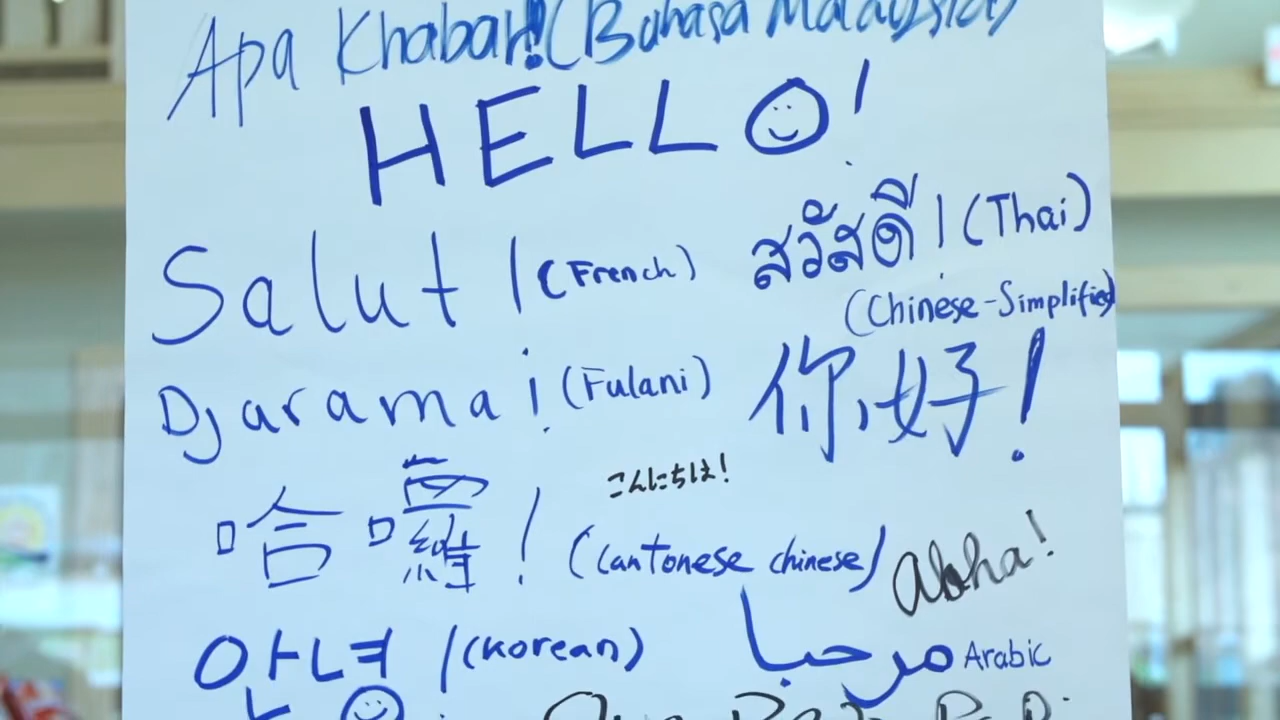 Apa Khabar!! (Bahasa Malaysia)
HELLO!
Salut! (French)
สวัสดี! (Thai)
(Chinese-Simplified)
Djarama! (Fulani)
你好!
こんにちは!
哈囉! (Cantonese chinese)
Aloha!
안녀 ! (Korean)
مرحبا Arabic